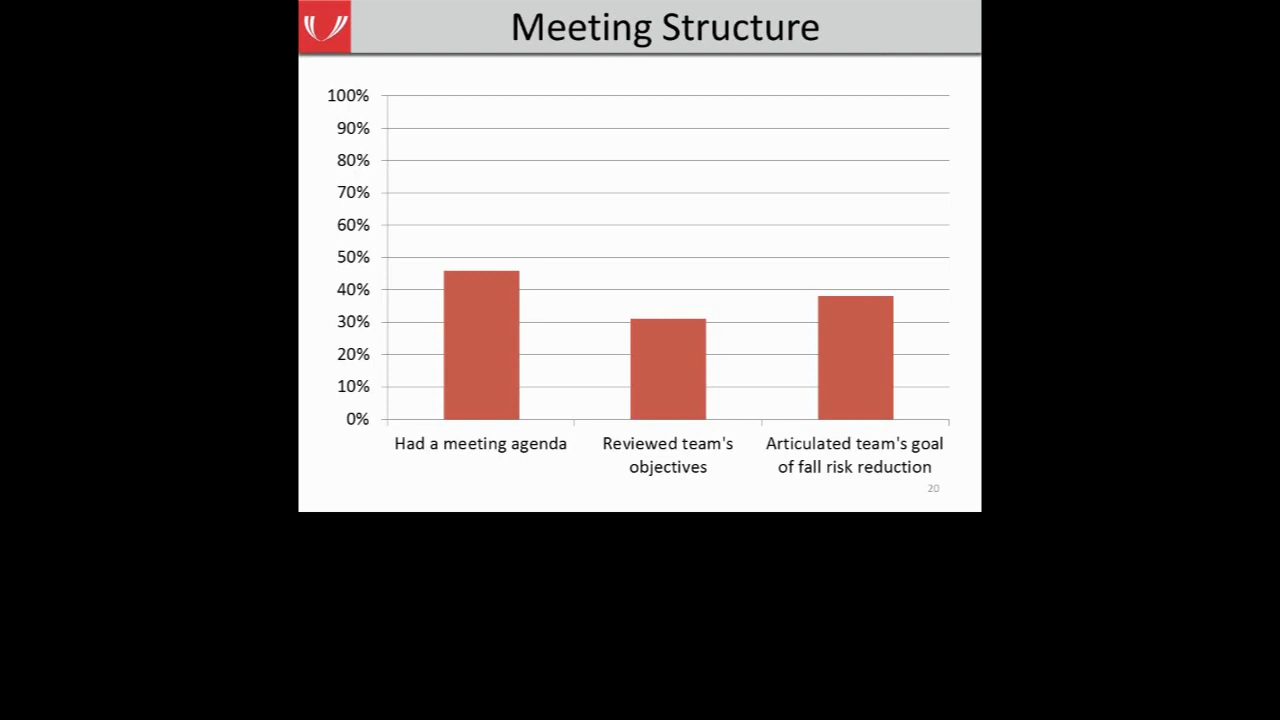 Meeting Structure
100%
90%
80%
70%
60%
50%
40%
30%
20%
10%
0%
Had a meeting agenda
Reviewed team's
objectives
Articulated team's goal
of fall risk reduction
20